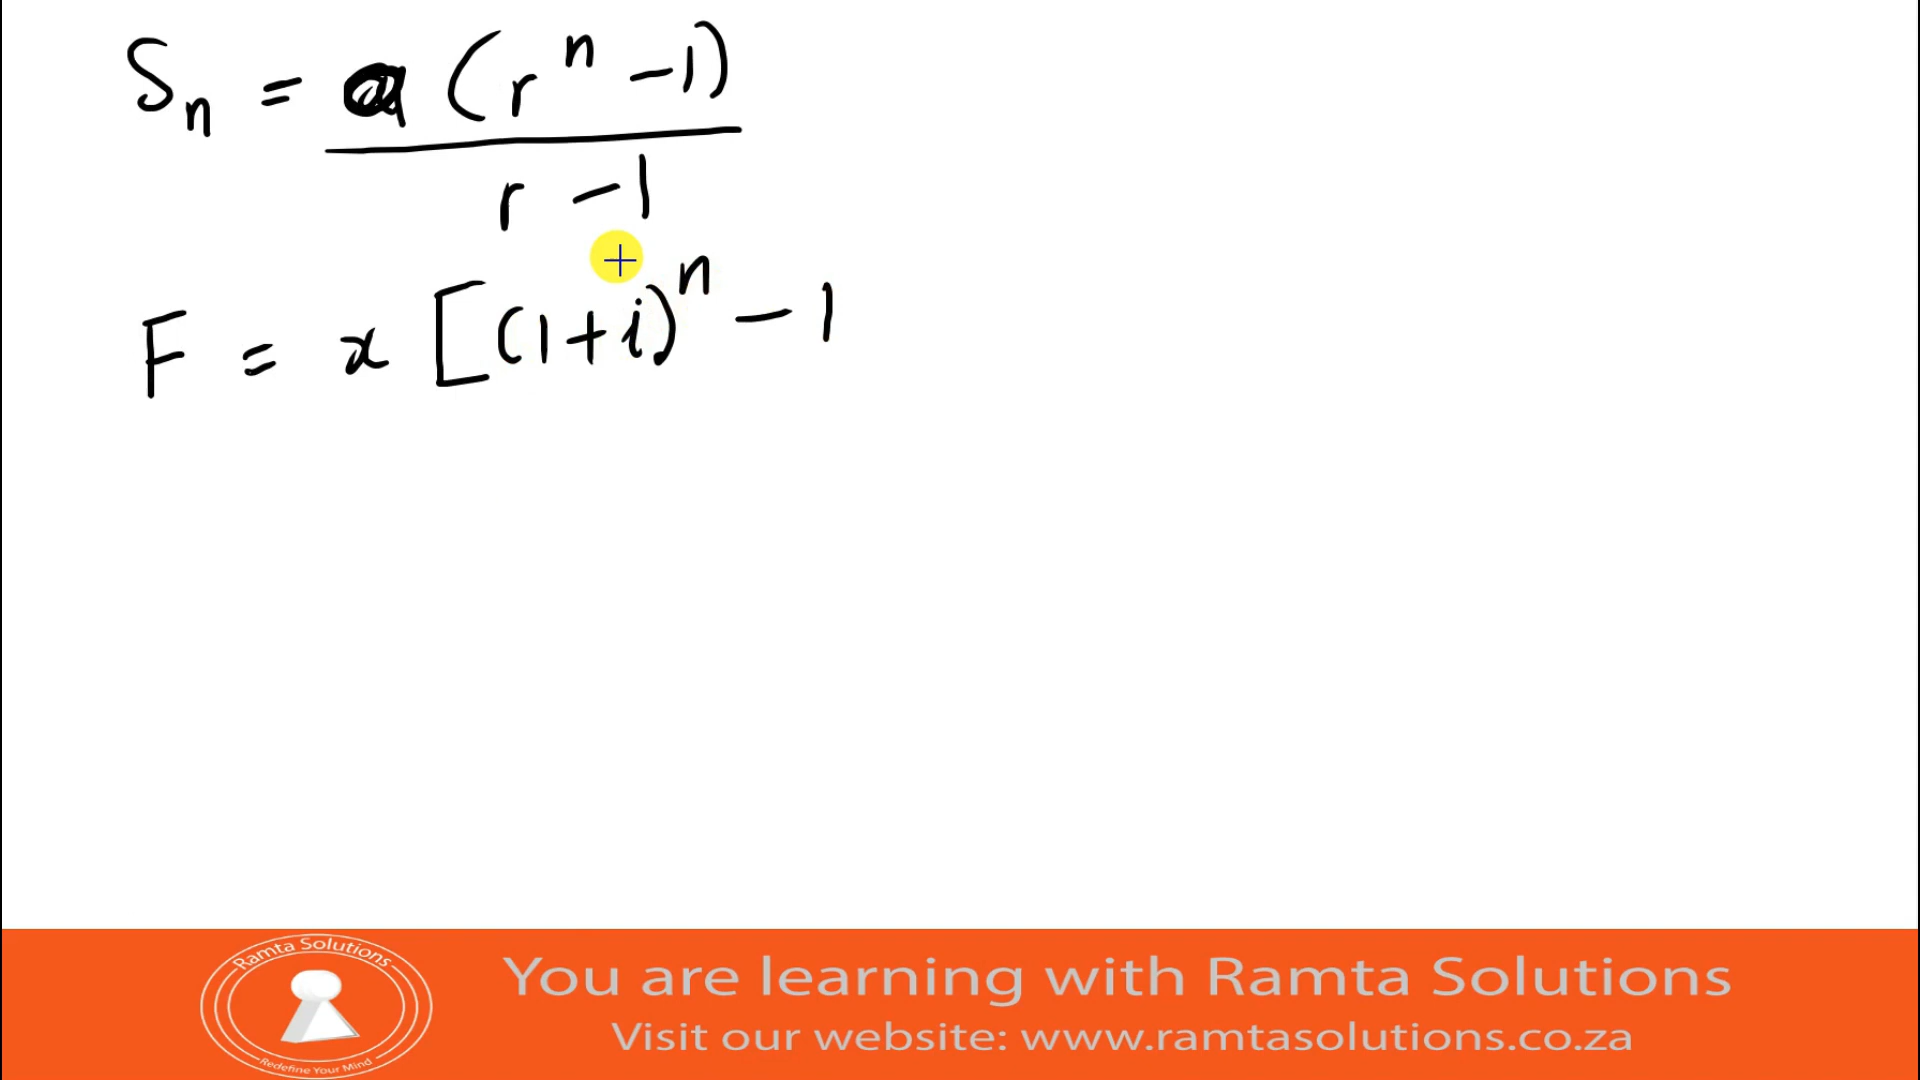 Sn = a (r^n - 1)
r - 1
F = x [(1+i)^n - 1
Ramta Solutions
Redefine Your Mind
You are learning with Ramta Solutions
Visit our website: www.ramtasolutions.co.za